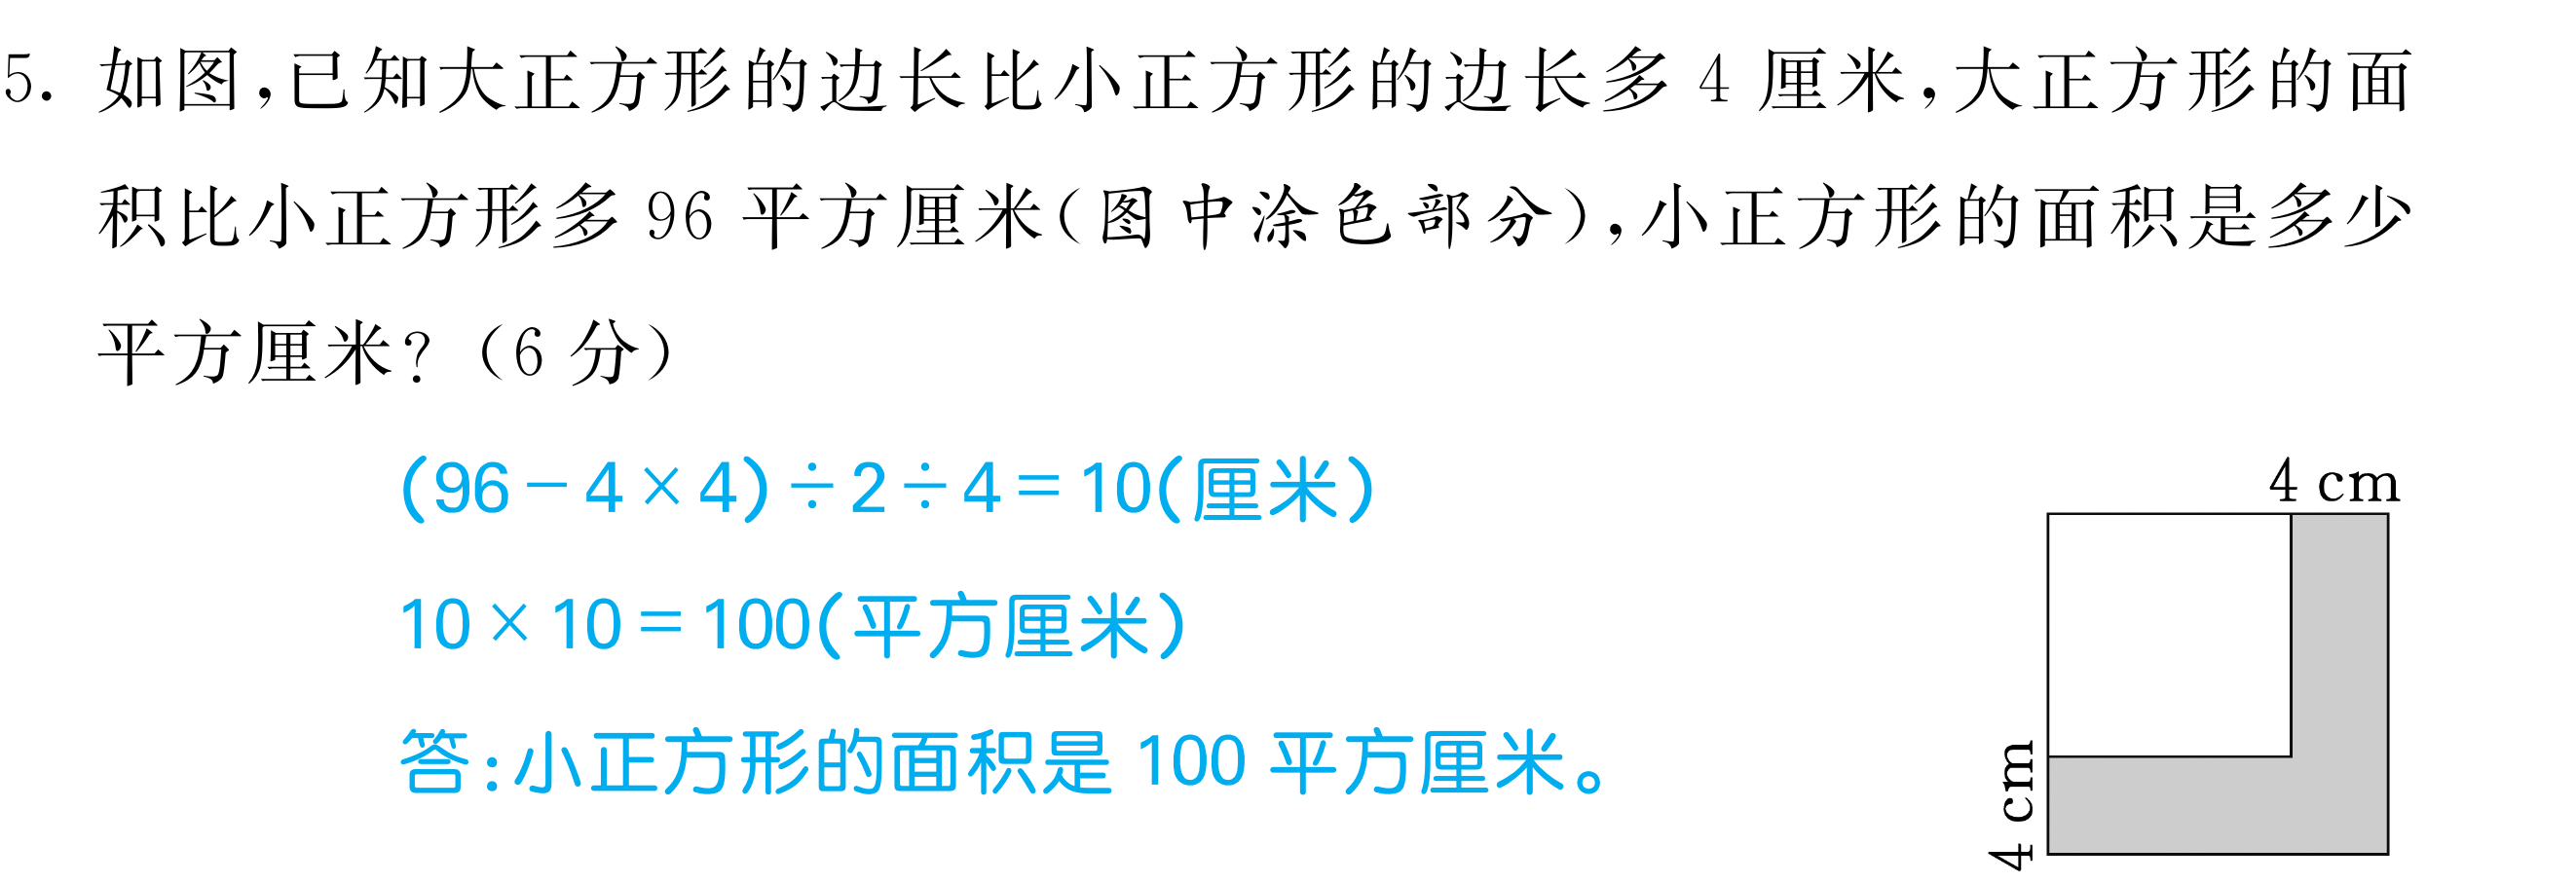 5. 如图,已知大正方形的边长比小正方形的边长多 4 厘米,大正方形的面
积比小正方形多 96 平方厘米(图中涂色部分),小正方形的面积是多少
平方厘米?(6 分)
(96－4×4)÷2÷4＝10(厘米)
10×10＝100(平方厘米)
答:小正方形的面积是 100 平方厘米。
4 cm
4 cm